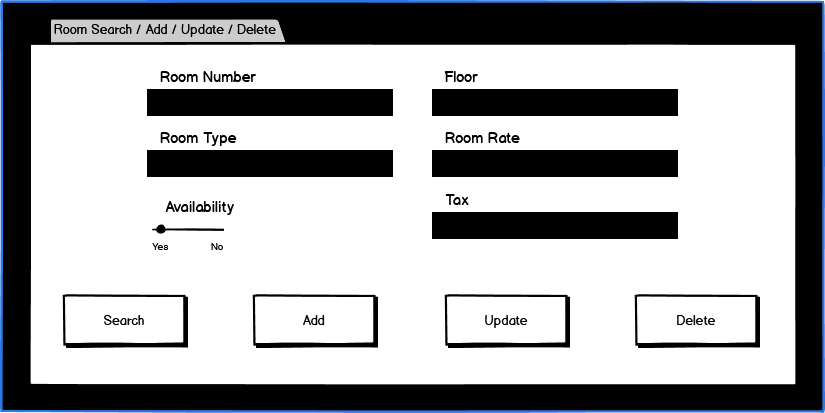 Room Search / Add / Update / Delete
Room Number
Floor
Room Type
Room Rate
Availability
Tax
Yes
No
Search
Add
Update
Delete